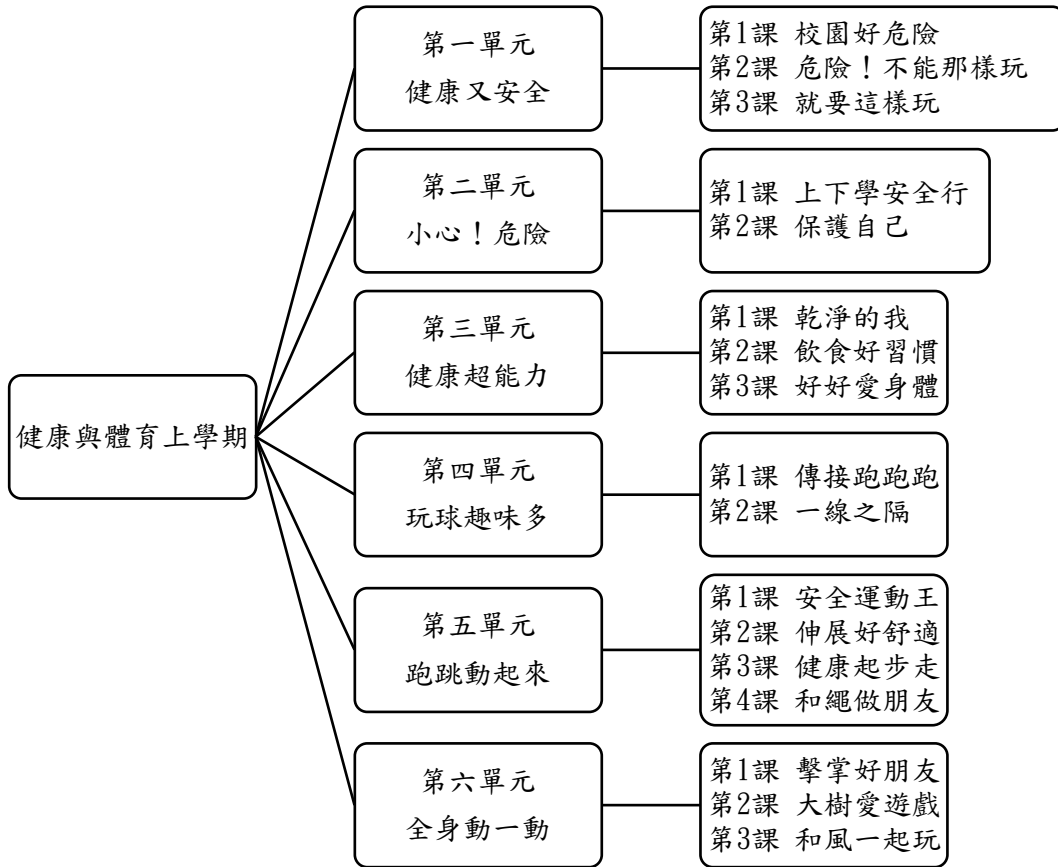 健康與體育上學期
第一單元
健康又安全
第1課 校園好危險
第2課 危險！不能那樣玩
第3課 就要這樣玩
第二單元
小心！危險
第1課 上下學安全行
第2課 保護自己
第三單元
健康超能力
第1課 乾淨的我
第2課 飲食好習慣
第3課 好好愛身體
第四單元
玩球趣味多
第1課 傳接跑跑跑
第2課 一線之隔
第五單元
跑跳動起來
第1課 安全運動王
第2課 伸展好舒適
第3課 健康起步走
第4課 和繩做朋友
第六單元
全身動一動
第1課 擊掌好朋友
第2課 大樹愛遊戲
第3課 和風一起玩